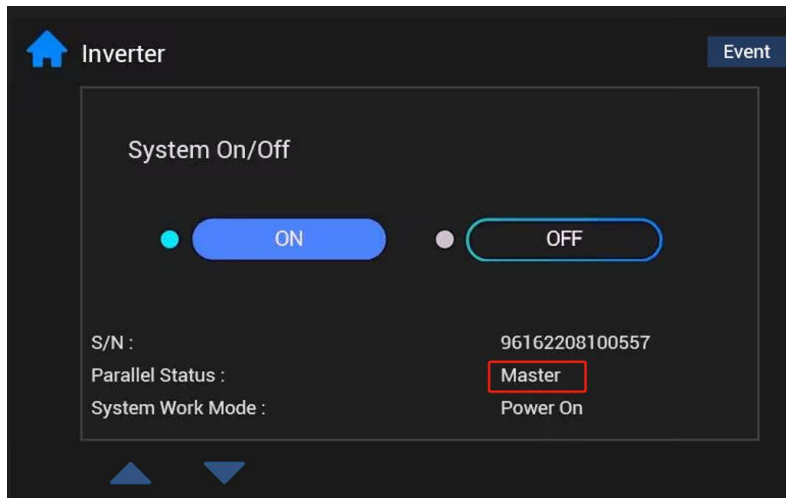 Inverter
Event
System On/Off
ON
OFF
S/N : 96162208100557
Parallel Status : Master
System Work Mode : Power On